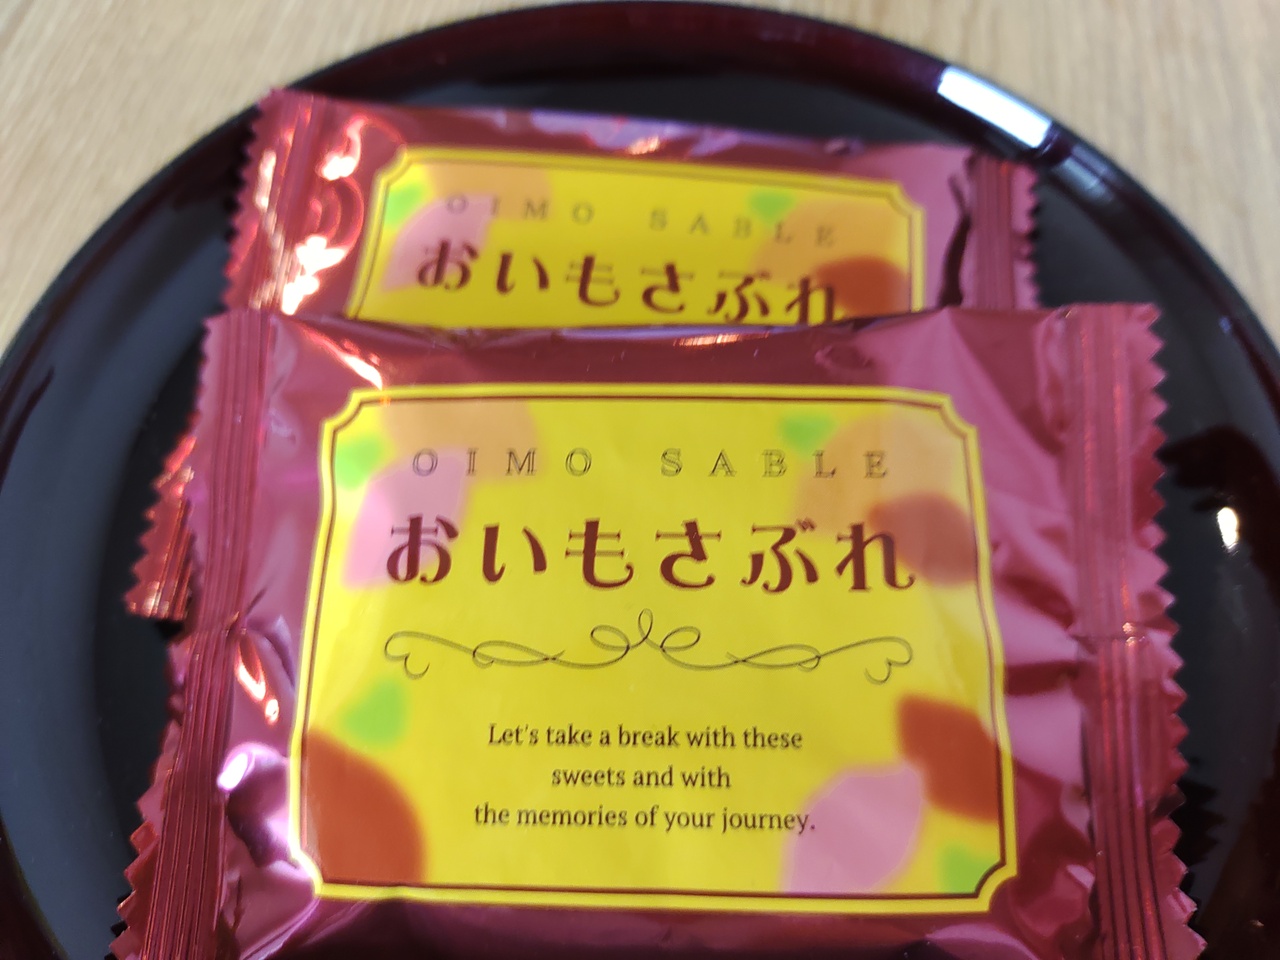 OIMO SABLE
おいもさぶれ
OIMO SABLE
おいもさぶれ
Let's take a break with these
sweets and with
the memories of your journey.